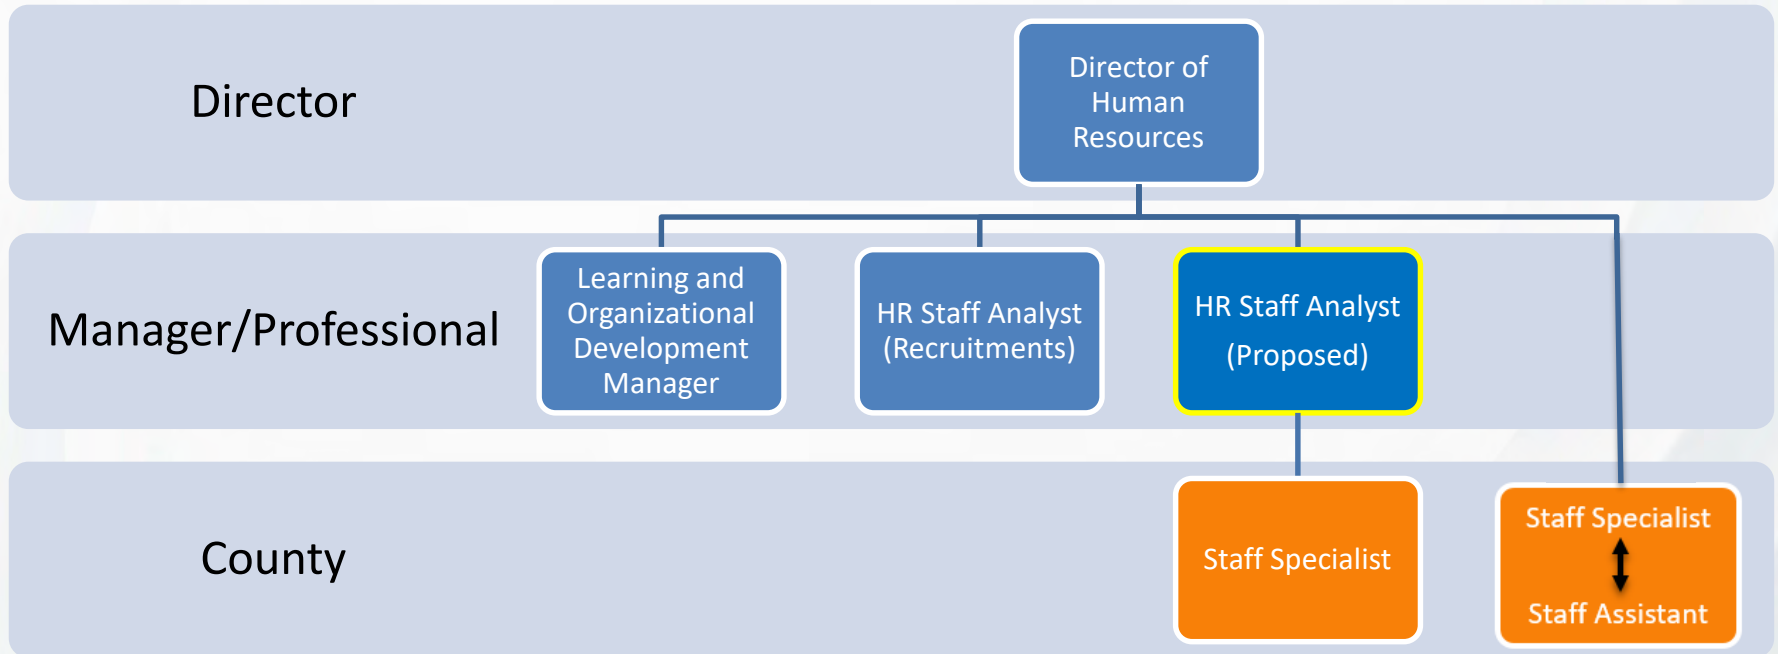 Director
Director of
Human
Resources
Manager/Professional
Learning and
Organizational
Development
Manager
HR Staff Analyst
(Recruitments)
HR Staff Analyst
(Proposed)
County
Staff Specialist
Staff Specialist
Staff Assistant